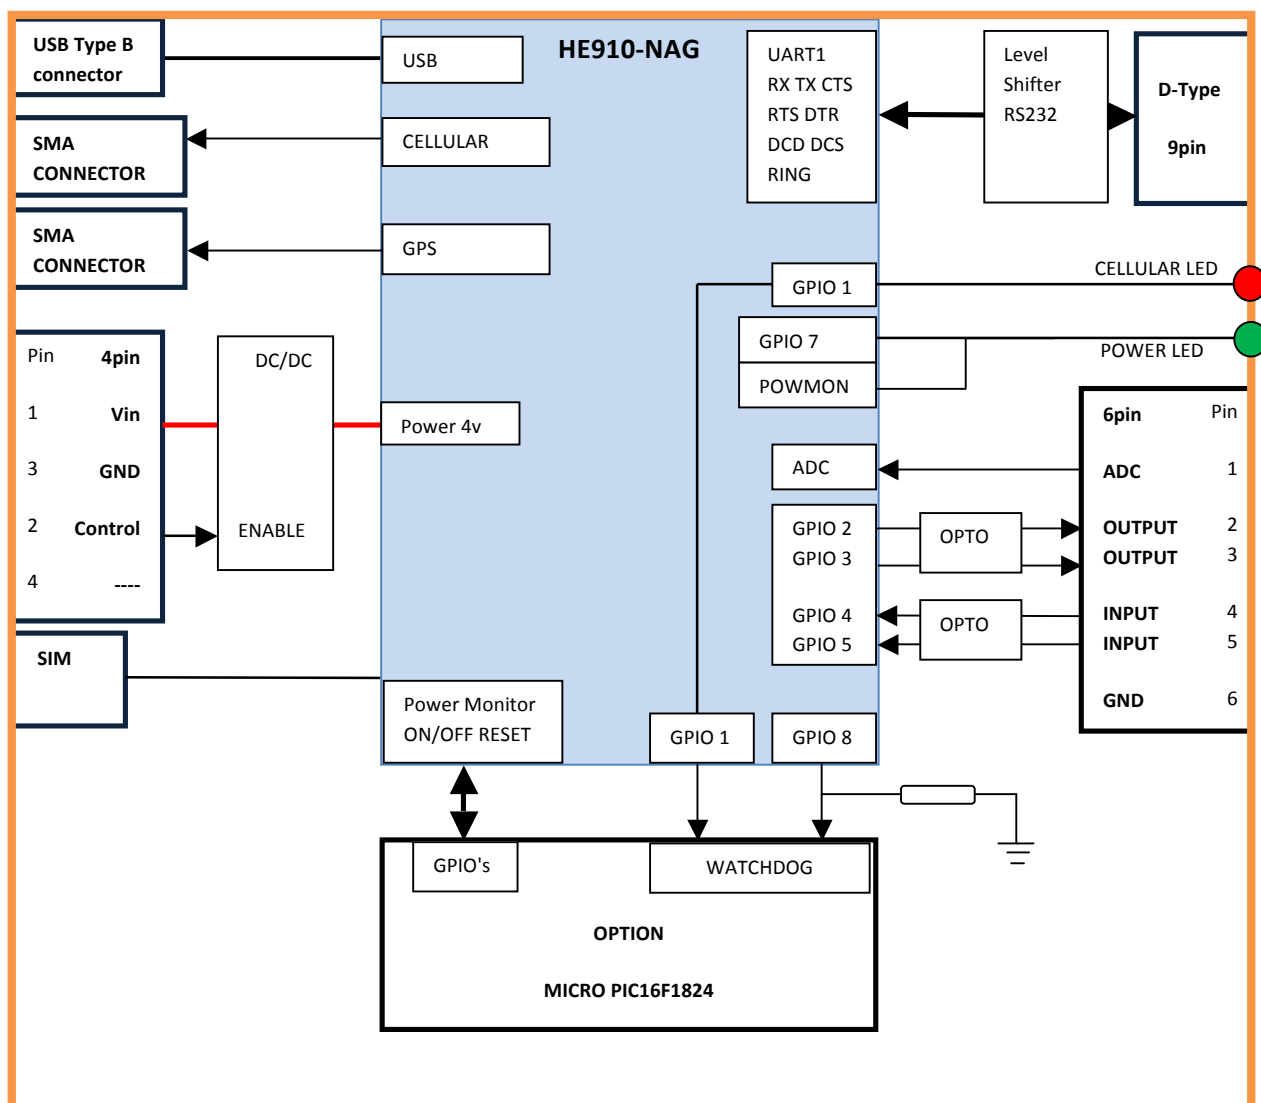 USB Type B
connector
USB
HE910-NAG
UART1
RX TX CTS
RTS DTR
DCD DCS
RING
Level
Shifter
RS232
D-Type
9pin
SMA
CONNECTOR
CELLULAR
SMA
CONNECTOR
GPS
GPIO 1
CELLULAR LED
GPIO 7
POWMON
POWER LED
Pin 4pin
1 Vin
3 GND
2 Control
4 ----
DC/DC
ENABLE
Power 4v
ADC
GPIO 2
GPIO 3
GPIO 4
GPIO 5
OPTO
OPTO
6pin Pin
ADC 1
OUTPUT 2
OUTPUT 3
INPUT 4
INPUT 5
GND 6
SIM
Power Monitor
ON/OFF RESET
GPIO 1
GPIO 8
GPIO's
WATCHDOG
OPTION
MICRO PIC16F1824